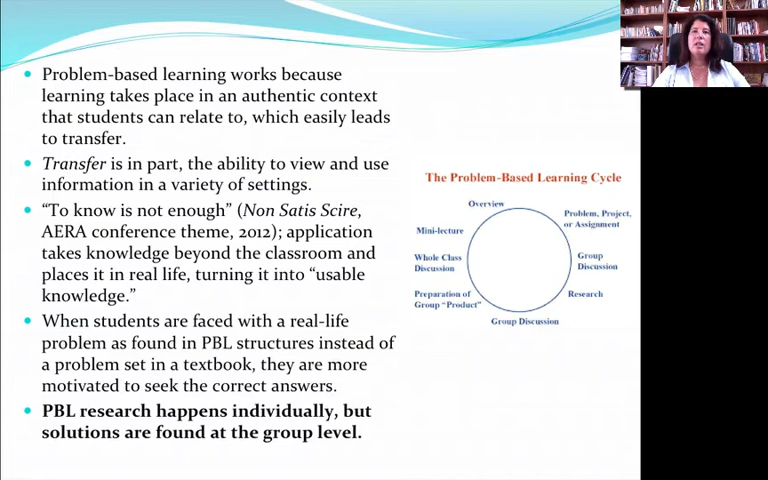 Problem-based learning works because
learning takes place in an authentic context
that students can relate to, which easily leads
to transfer.
Transfer is in part, the ability to view and use
information in a variety of settings.
“To know is not enough” (Non Satis Scire,
AERA conference theme, 2012); application
takes knowledge beyond the classroom and
places it in real life, turning it into “usable
knowledge.”
When students are faced with a real-life
problem as found in PBL structures instead of
a problem set in a textbook, they are more
motivated to seek the correct answers.
PBL research happens individually, but
solutions are found at the group level.
The Problem-Based Learning Cycle
Overview
Problem, Project,
or Assignment
Group
Discussion
Research
Group Discussion
Preparation of
Group “Product”
Whole Class
Discussion
Mini-lecture